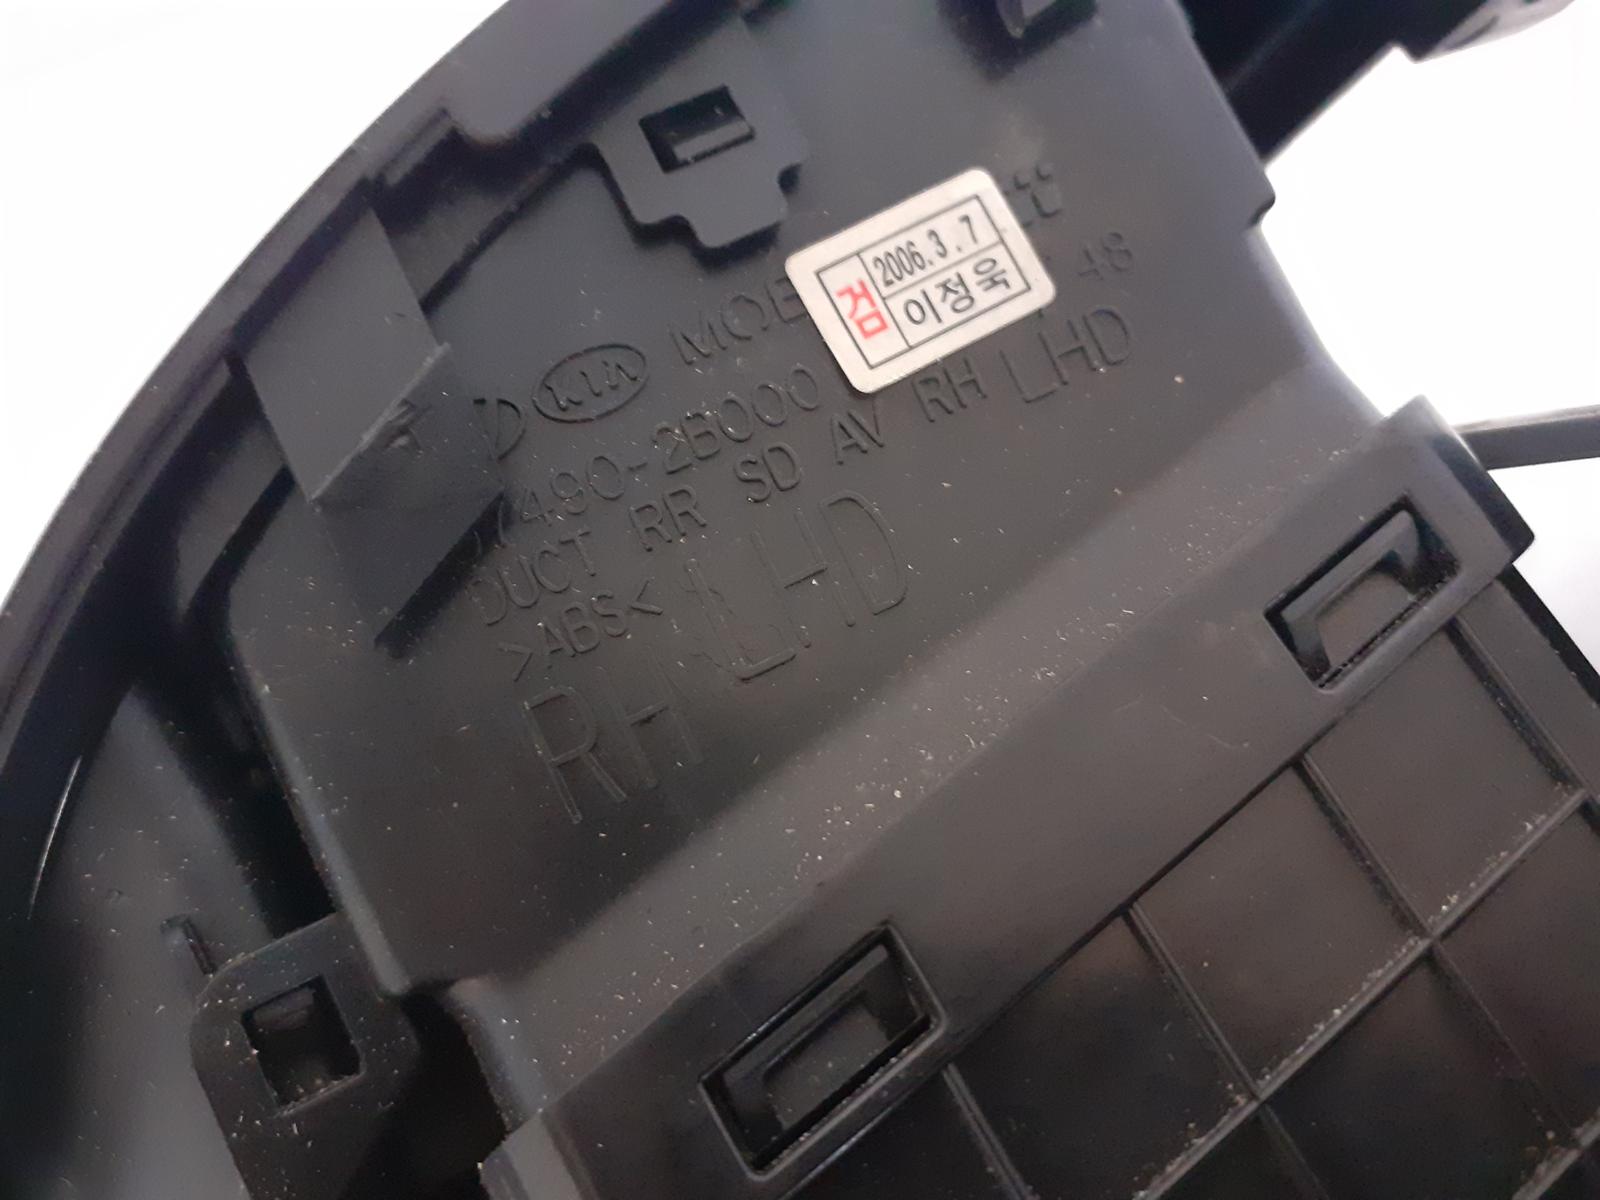 KIA MOB
7490-2B000
48
DUCT RR SD AV RH LHD
>ABS<
RH LHD
검
2006.3.7
이정욱